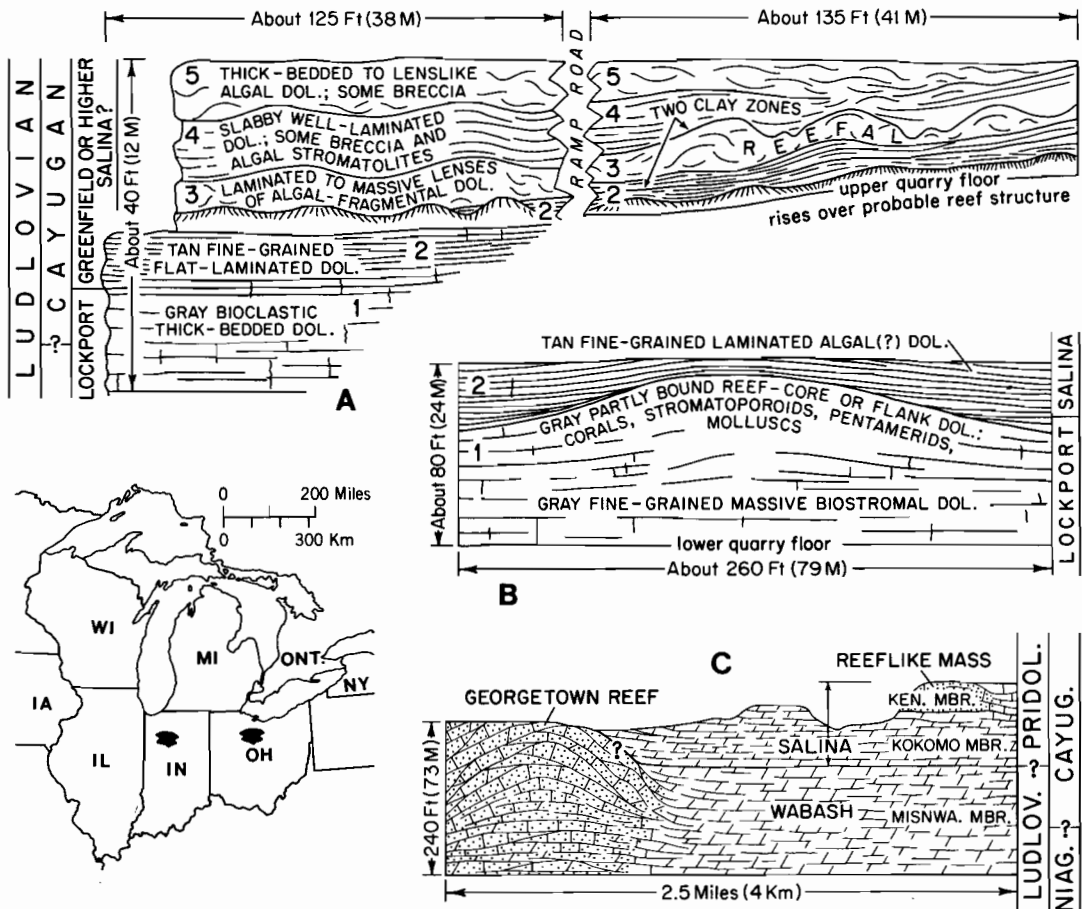 About 125 Ft (38 M)
About 135 Ft (41 M)
LUDLOVIAN
CAYUGAN
?
GREENFIELD OR HIGHER
SALINA?
LOCKPORT
About 40 Ft (12 M)
5 THICK-BEDDED TO LENSLIKE
ALGAL DOL.; SOME BRECCIA
4 SLABBY WELL-LAMINATED
DOL.; SOME BRECCIA AND
ALGAL STROMATOLITES
3 LAMINATED TO MASSIVE LENSES
OF ALGAL-FRAGMENTAL DOL.
2
TAN FINE-GRAINED
FLAT-LAMINATED DOL.
2
1
GRAY BIOCLASTIC
THICK-BEDDED DOL.
A
RAMP ROAD
5
4
TWO CLAY ZONES
REEFAL
3
2
upper quarry floor
rises over probable reef structure
TAN FINE-GRAINED LAMINATED ALGAL(?) DOL.
2
GRAY PARTLY BOUND REEF-CORE OR FLANK DOL.;
CORALS, STROMATOPOROIDS, PENTAMERIDS,
MOLLUSCS
1
GRAY FINE-GRAINED MASSIVE BIOSTROMAL DOL.
lower quarry floor
About 80 Ft (24 M)
About 260 Ft (79 M)
SALINA
LOCKPORT
B
0 200 Miles
0 300 Km
WI
MI
ONT.
NY
IA
IL
IN
OH
C
GEORGETOWN REEF
REEFLIKE MASS
KEN. MBR.
?
SALINA
KOKOMO MBR.
WABASH
MISNWA. MBR.
240 Ft (73 M)
2.5 Miles (4 Km)
LUDLOV. ? PRIDOL.
NIAG. ? CAYUG.